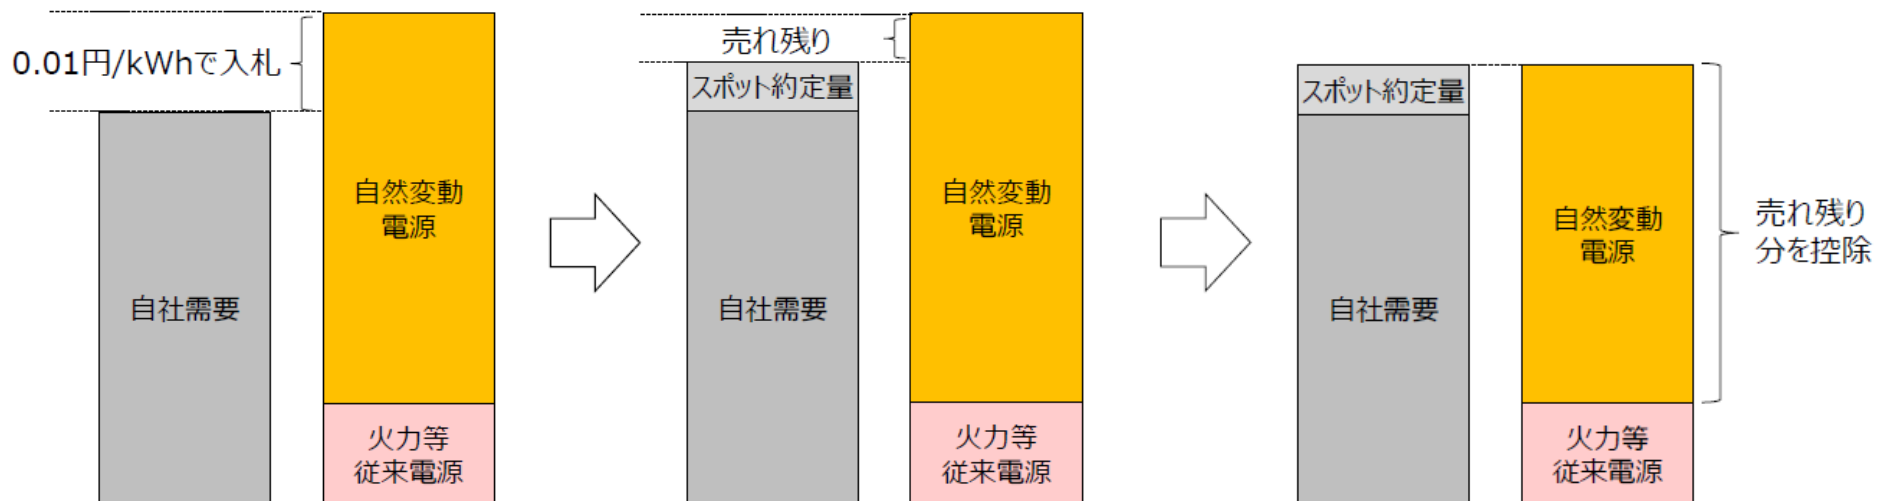 0.01円/kWhで入札
自然変動
電源
自社需要
火力等
従来電源
売れ残り
スポット約定量
自然変動
電源
自社需要
火力等
従来電源
スポット約定量
自然変動
電源
自社需要
火力等
従来電源
売れ残り
分を控除